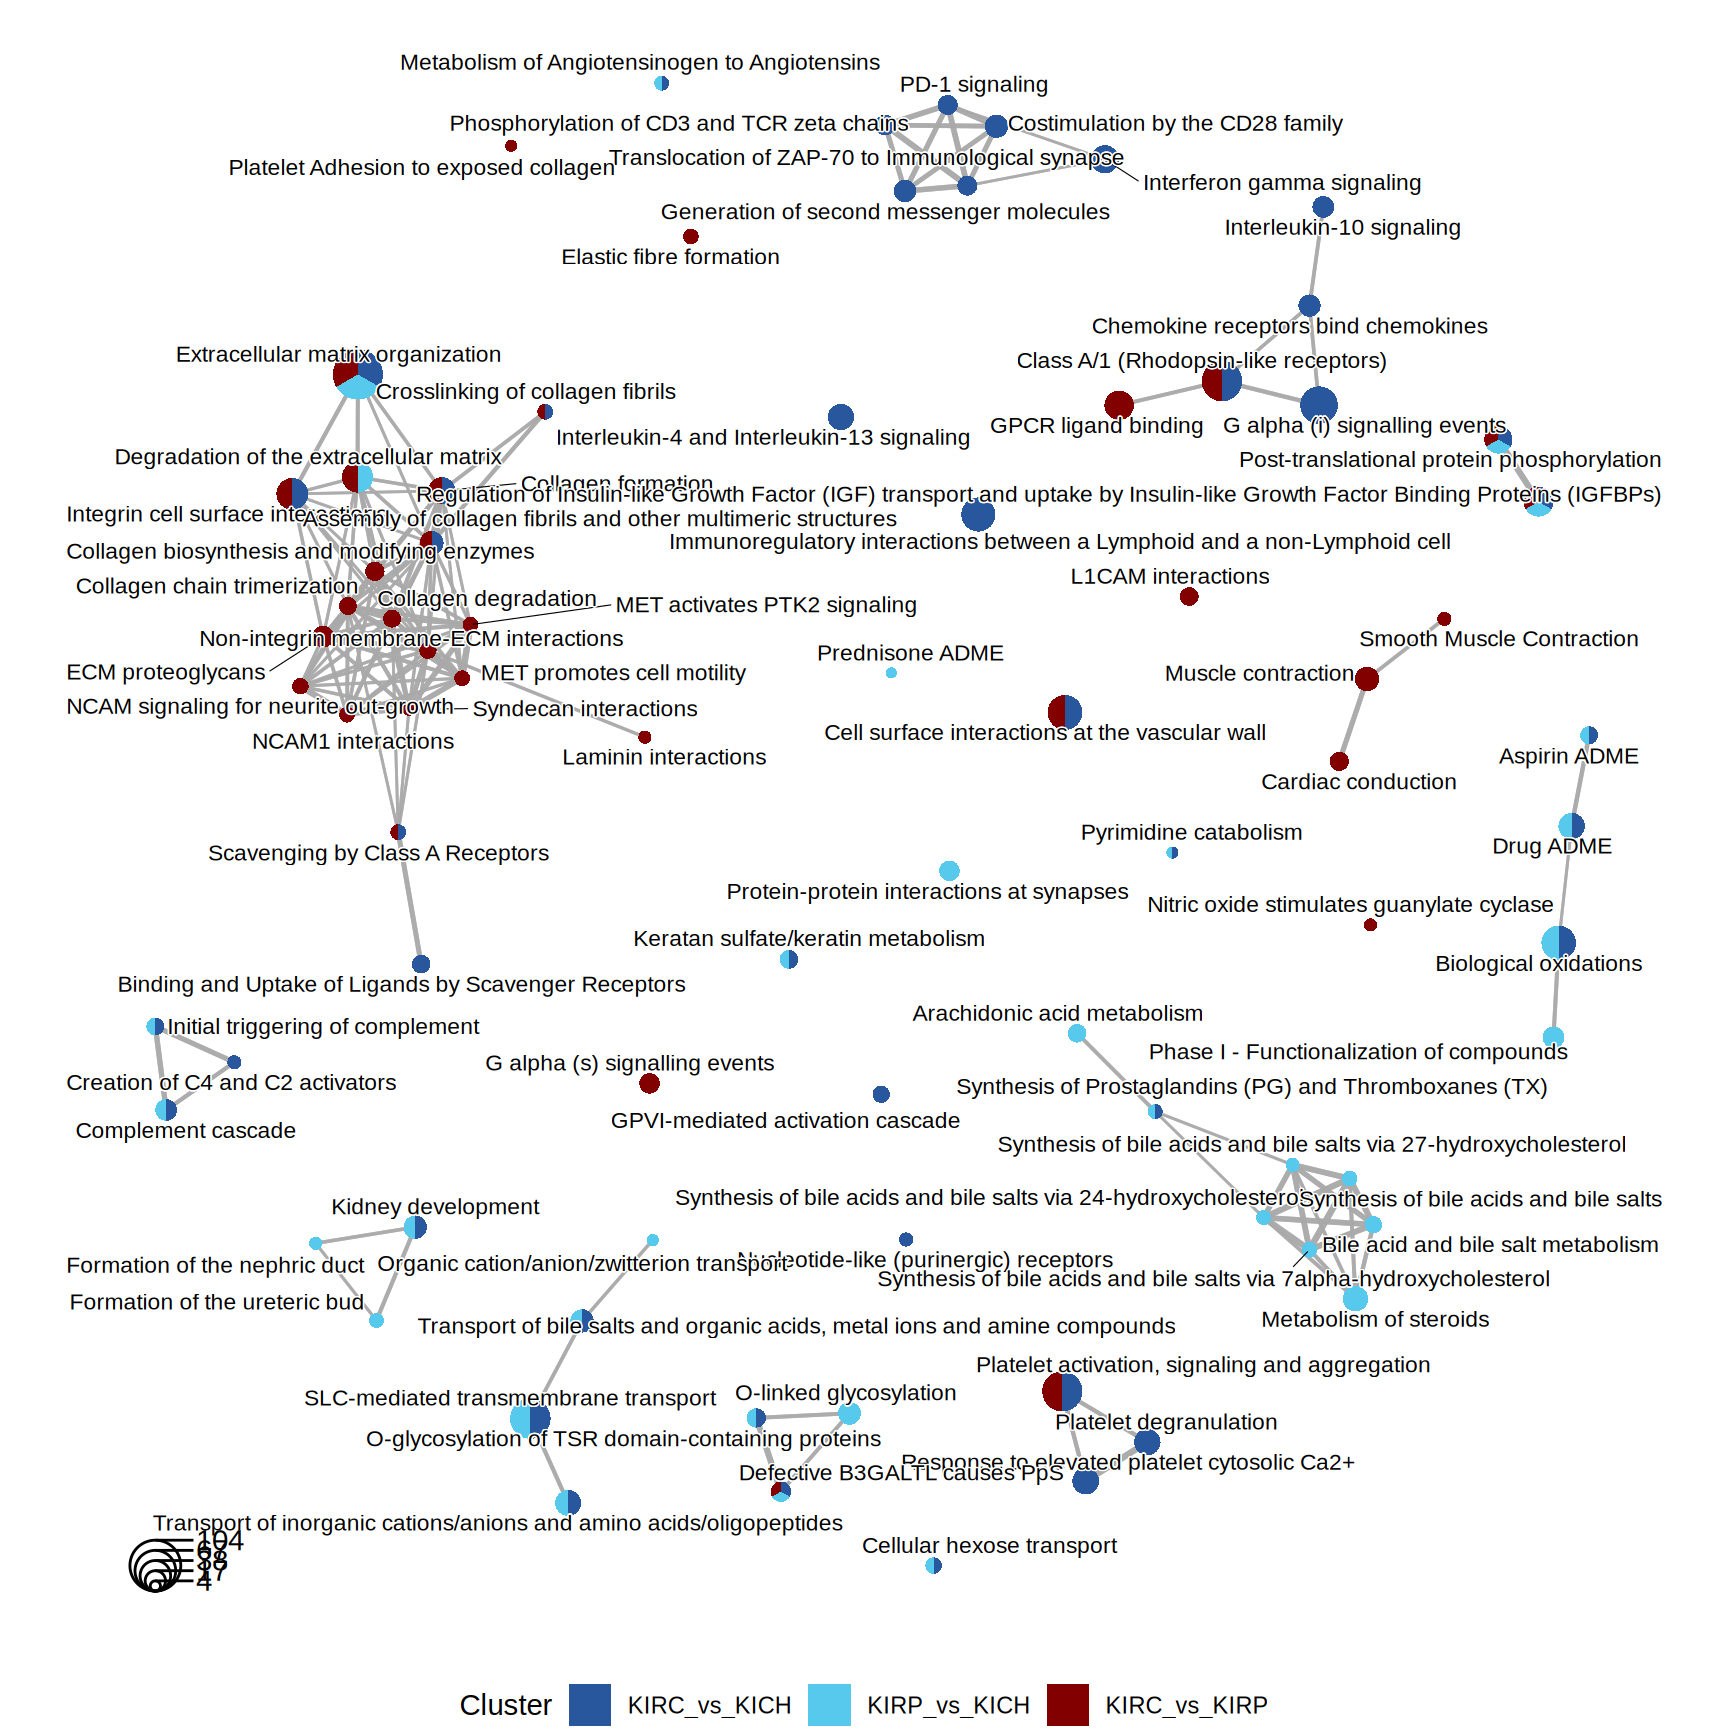 Metabolism of Angiotensinogen to Angiotensins
PD-1 signaling
Phosphorylation of CD3 and TCR zeta chains
Costimulation by the CD28 family
Platelet Adhesion to exposed collagen
Translocation of ZAP-70 to Immunological synapse
Interferon gamma signaling
Generation of second messenger molecules
Interleukin-10 signaling
Elastic fibre formation
Chemokine receptors bind chemokines
Extracellular matrix organization
Class A/1 (Rhodopsin-like receptors)
Crosslinking of collagen fibrils
GPCR ligand binding
G alpha (i) signalling events
Interleukin-4 and Interleukin-13 signaling
Degradation of the extracellular matrix
Post-translational protein phosphorylation
Collagen formation
Regulation of Insulin-like Growth Factor (IGF) transport and uptake by Insulin-like Growth Factor Binding Proteins (IGFBPs)
Integrin cell surface interactions
Assembly of collagen fibrils and other multimeric structures
Immunoregulatory interactions between a Lymphoid and a non-Lymphoid cell
Collagen biosynthesis and modifying enzymes
L1CAM interactions
Collagen chain trimerization
Collagen degradation
MET activates PTK2 signaling
Non-integrin membrane-ECM interactions
Smooth Muscle Contraction
Prednisone ADME
ECM proteoglycans
MET promotes cell motility
Muscle contraction
NCAM signaling for neurite out-growth
Syndecan interactions
Cell surface interactions at the vascular wall
NCAM1 interactions
Laminin interactions
Aspirin ADME
Cardiac conduction
Pyrimidine catabolism
Drug ADME
Scavenging by Class A Receptors
Protein-protein interactions at synapses
Nitric oxide stimulates guanylate cyclase
Keratan sulfate/keratin metabolism
Biological oxidations
Binding and Uptake of Ligands by Scavenger Receptors
Arachidonic acid metabolism
Initial triggering of complement
Phase I - Functionalization of compounds
G alpha (s) signalling events
Creation of C4 and C2 activators
Synthesis of Prostaglandins (PG) and Thromboxanes (TX)
GPVI-mediated activation cascade
Complement cascade
Synthesis of bile acids and bile salts via 27-hydroxycholesterol
Synthesis of bile acids and bile salts via 24-hydroxycholesterol
Synthesis of bile acids and bile salts
Kidney development
Bile acid and bile salt metabolism
Formation of the nephric duct
Organic cation/anion/zwitterion transport
Nucleotide-like (purinergic) receptors
Synthesis of bile acids and bile salts via 7alpha-hydroxycholesterol
Formation of the ureteric bud
Metabolism of steroids
Transport of bile salts and organic acids, metal ions and amine compounds
Platelet activation, signaling and aggregation
SLC-mediated transmembrane transport
O-linked glycosylation
Platelet degranulation
O-glycosylation of TSR domain-containing proteins
Response to elevated platelet cytosolic Ca2+
Defective B3GALTL causes PpS
Transport of inorganic cations/anions and amino acids/oligopeptides
Cellular hexose transport
104
17
4
Cluster
KIRC_vs_KICH
KIRP_vs_KICH
KIRC_vs_KIRP